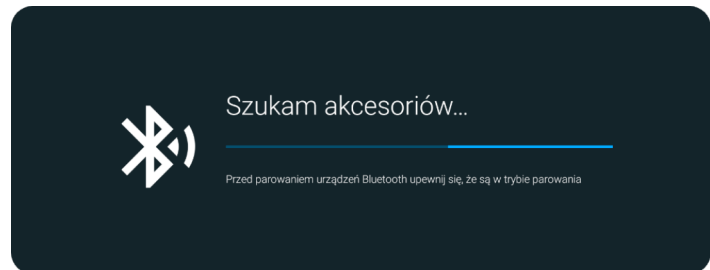 Szukam akcesoriów...
Przed parowaniem urządzeń Bluetooth upewnij się, że są w trybie parowania